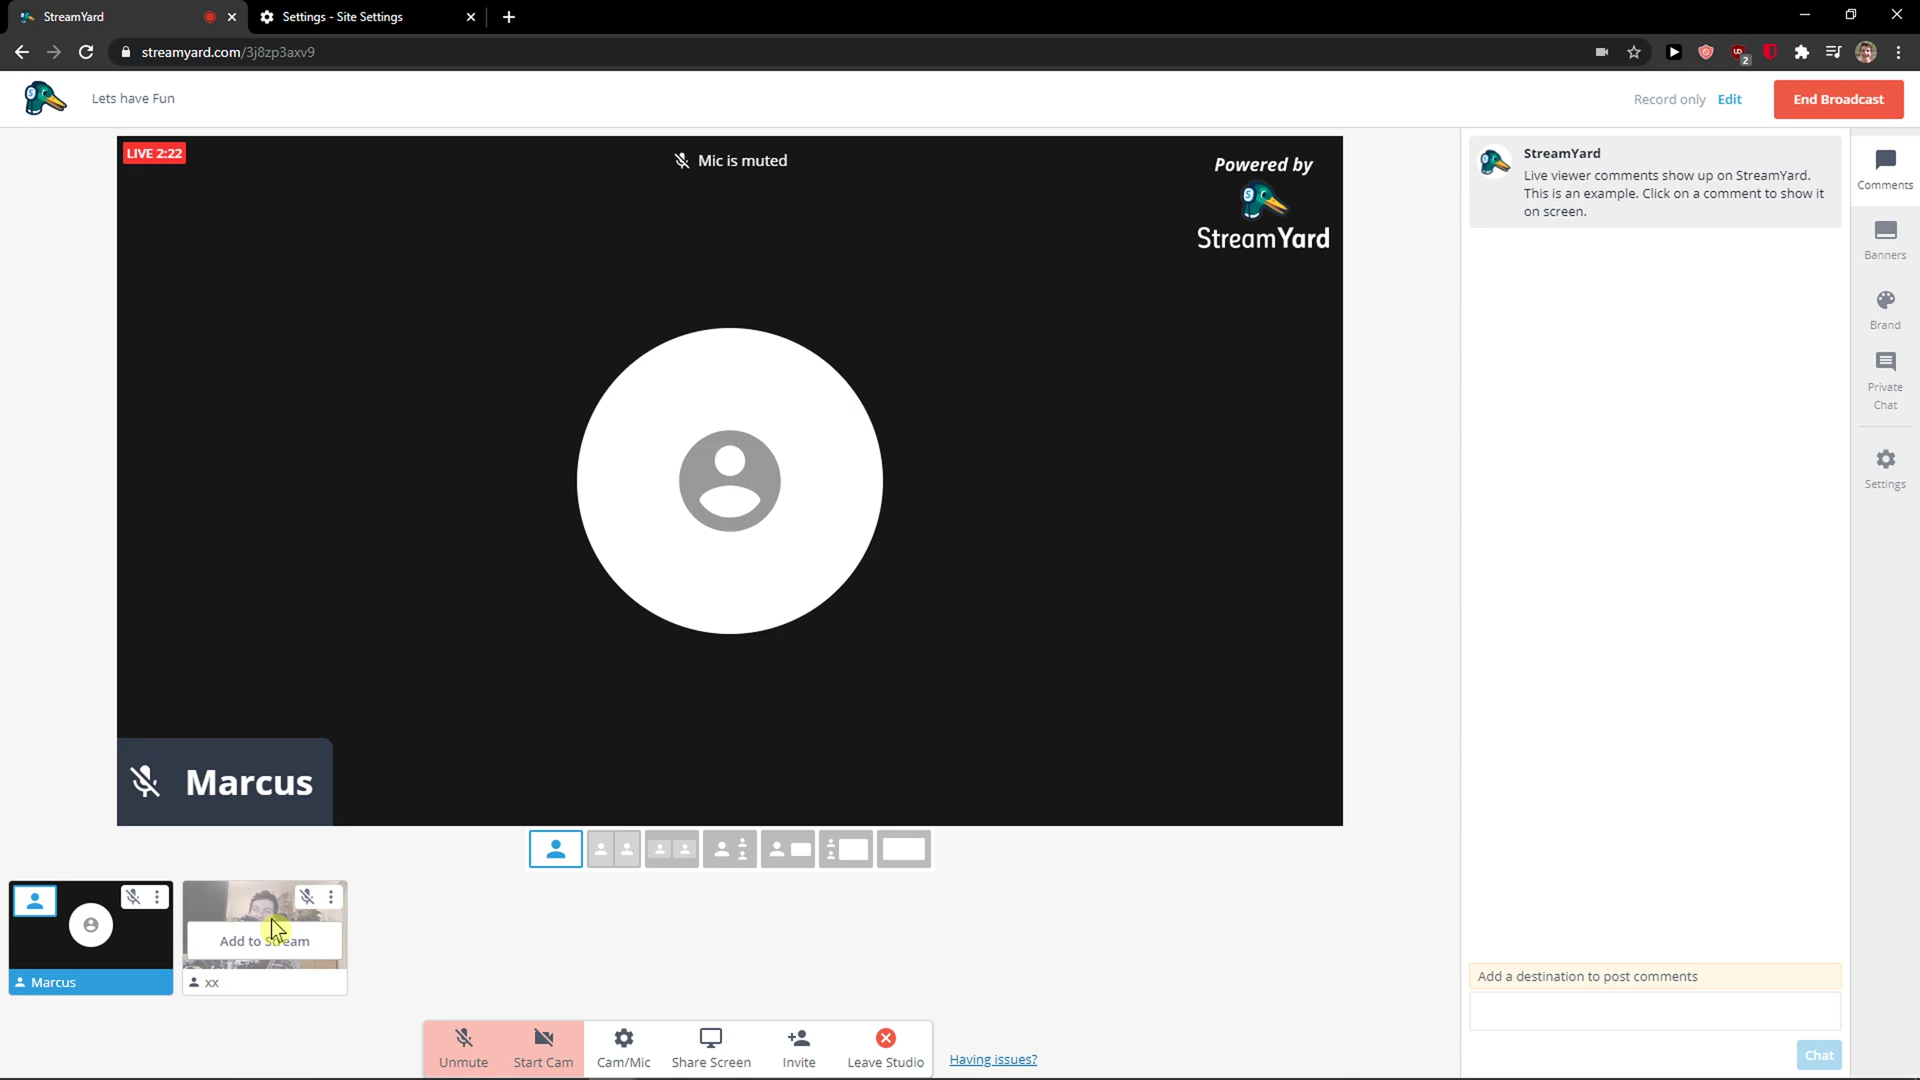 StreamYard
Settings - Site Settings
streamyard.com/3j8zp3axv9
2
Lets have Fun
Record only
Edit
End Broadcast
LIVE 2:22
Mic is muted
Powered by
StreamYard
Marcus
StreamYard
Live viewer comments show up on StreamYard.
This is an example. Click on a comment to show it
on screen.
Comments
Banners
Brand
Private
Chat
Settings
Add to Stream
Marcus
xx
Add a destination to post comments
Chat
Unmute
Start Cam
Cam/Mic
Share Screen
Invite
Leave Studio
Having issues?